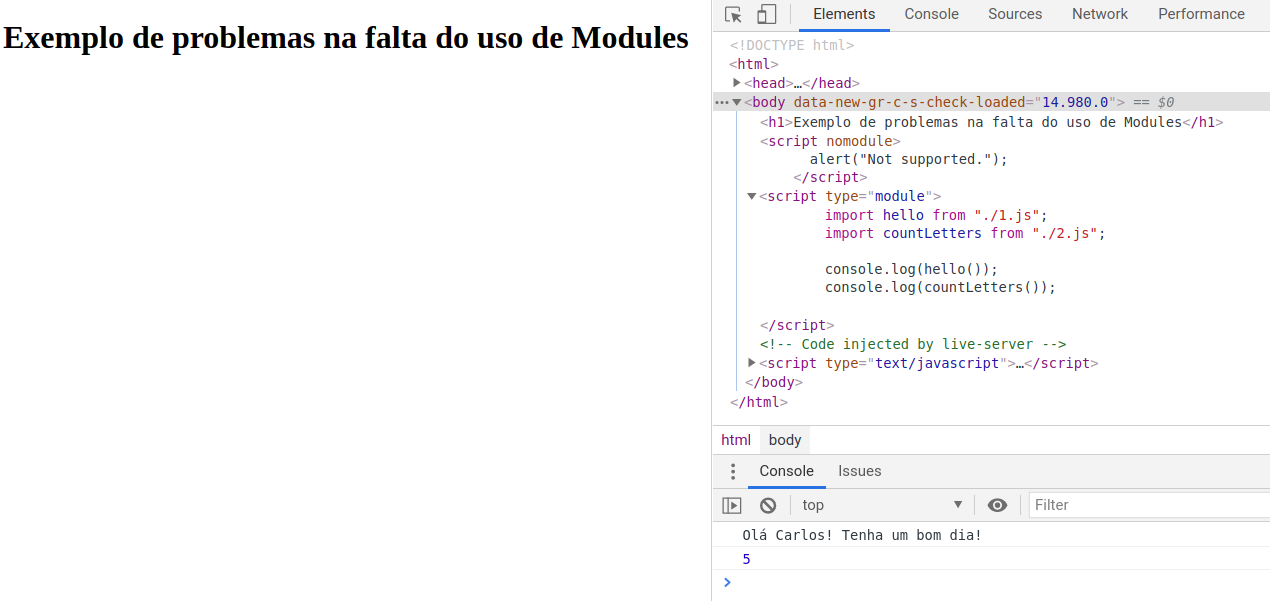 Exemplo de problemas na falta do uso de Modules
Elements Console Sources Network Performance
<!DOCTYPE html>
<html>
<head>…</head>
<body data-new-gr-c-s-check-loaded="14.980.0"> == $0
<h1>Exemplo de problemas na falta do uso de Modules</h1>
<script nomodule>
alert("Not supported.");
</script>
<script type="module">
import hello from "./1.js";
import countLetters from "./2.js";
console.log(hello());
console.log(countLetters());
</script>
<!-- Code injected by live-server -->
<script type="text/javascript">…</script>
</body>
</html>
html body
Console Issues
top Filter
Olá Carlos! Tenha um bom dia!
5